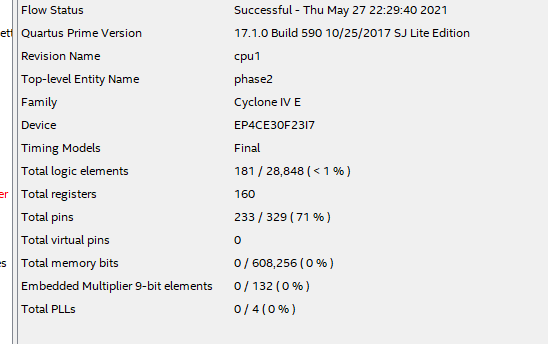 Flow Status Successful - Thu May 27 22:29:40 2021
ett Quartus Prime Version 17.1.0 Build 590 10/25/2017 SJ Lite Edition
Revision Name cpu1
Top-level Entity Name phase2
Family Cyclone IV E
Device EP4CE30F23I7
Timing Models Final
Total logic elements 181 / 28,848 ( < 1 % )
er Total registers 160
Total pins 233 / 329 ( 71 % )
Total virtual pins 0
es Total memory bits 0 / 608,256 ( 0 % )
Embedded Multiplier 9-bit elements 0 / 132 ( 0 % )
Total PLLs 0 / 4 ( 0 % )